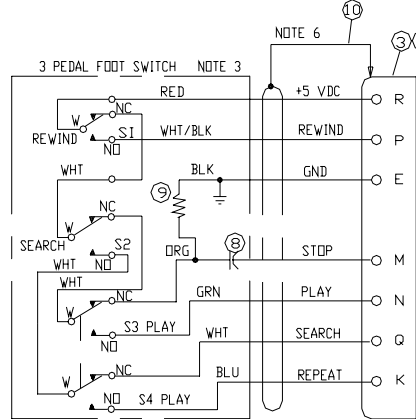 10
NOTE 6
3
3 PEDAL FOOT SWITCH NOTE 3
RED +5 VDC R
NC
W
REWIND S1 WHT/BLK REWIND P
NO
WHT BLK GND E
9
NC
W
SEARCH S2 ORG 8 STOP M
WHT NO
WHT
NC GRN PLAY N
W
S3 PLAY WHT SEARCH Q
NO
NC BLU REPEAT K
W
NO S4 PLAY